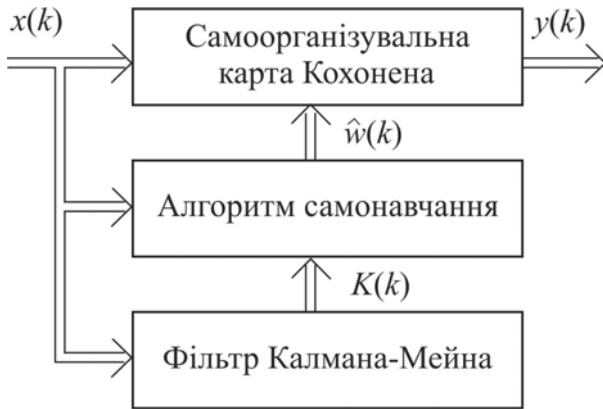 x(k)
Самоорганізувальна
карта Кохонена
y(k)
ŵ(k)
Алгоритм самонавчання
K(k)
Фільтр Калмана-Мейна